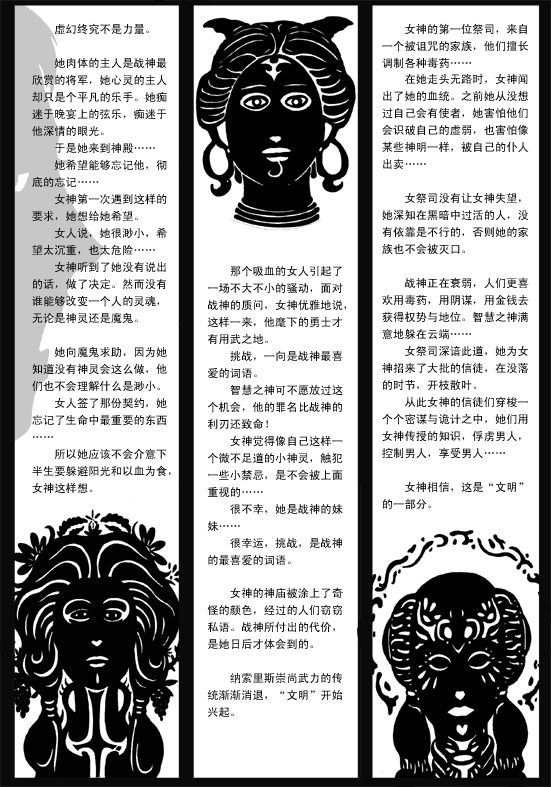 虚幻终究不是力量。
她肉体的主人是战神最
欣赏的将军，她心灵的主人
却只是个平凡的乐手。她痴
迷于晚宴上的弦乐，痴迷于
他深情的眼光。
于是她来到神殿……
她希望能够忘记他，彻
底的忘记……
女神第一次遇到这样的
要求，她想给她希望。
女人说，她很渺小，希
望太沉重，也太危险……
女神听到了她没有说出
的话，做了决定。然而没有
谁能够改变一个人的灵魂，
无论是神灵还是魔鬼。
她向魔鬼求助，因为她
知道没有神灵会这么做，他
们也不会理解什么是渺小。
女人签了那份契约，她
忘记了生命中最重要的东西
……
所以她应该不会介意下
半生要躲避阳光和以血为食，
女神这样想。
那个吸血的女人引起了
一场不大不小的骚动，面对
战神的质问，女神优雅地说，
这样一来，他麾下的勇士才
有用武之地。
挑战，一向是战神最喜
爱的词语。
智慧之神可不愿放过这
个机会，他的罪名比战神的
利刃还致命！
女神觉得像自己这样一
个微不足道的小神灵，触犯
一些小禁忌，是不会被上面
重视的……
很不幸，她是战神的妹
妹……
很幸运，挑战，是战神
的最喜爱的词语。
女神的神庙被涂上了奇
怪的颜色，经过的人们窃窃
私语。战神所付出的代价，
是她日后才体会到的。
纳索里斯崇尚武力的传
统渐渐消退，“文明”开始
兴起。
女神的第一位祭司，来自
一个被诅咒的家族，他们擅长
调制各种毒药……
在她走头无路时，女神闻
出了她的血统。之前她从没想
过自己会有使者，她害怕他们
会识破自己的虚弱，也害怕像
某些神明一样，被自己的仆人
出卖……
女祭司没有让女神失望，
她深知在黑暗中过活的人，没
有依靠是不行的，否则她的家
族也不会被灭口。
战神正在衰弱，人们更喜
欢用毒药，用阴谋，用金钱去
获得权势与地位。智慧之神满
意地躲在云端……
女祭司深谙此道，她为女
神招来了大批的信徒，在没落
的时节，开枝散叶。
从此女神的信徒们穿梭一
个个密谋与诡计之中，她们用
女神传授的知识，俘虏男人，
控制男人，享受男人……
女神相信，这是“文明”
的一部分。